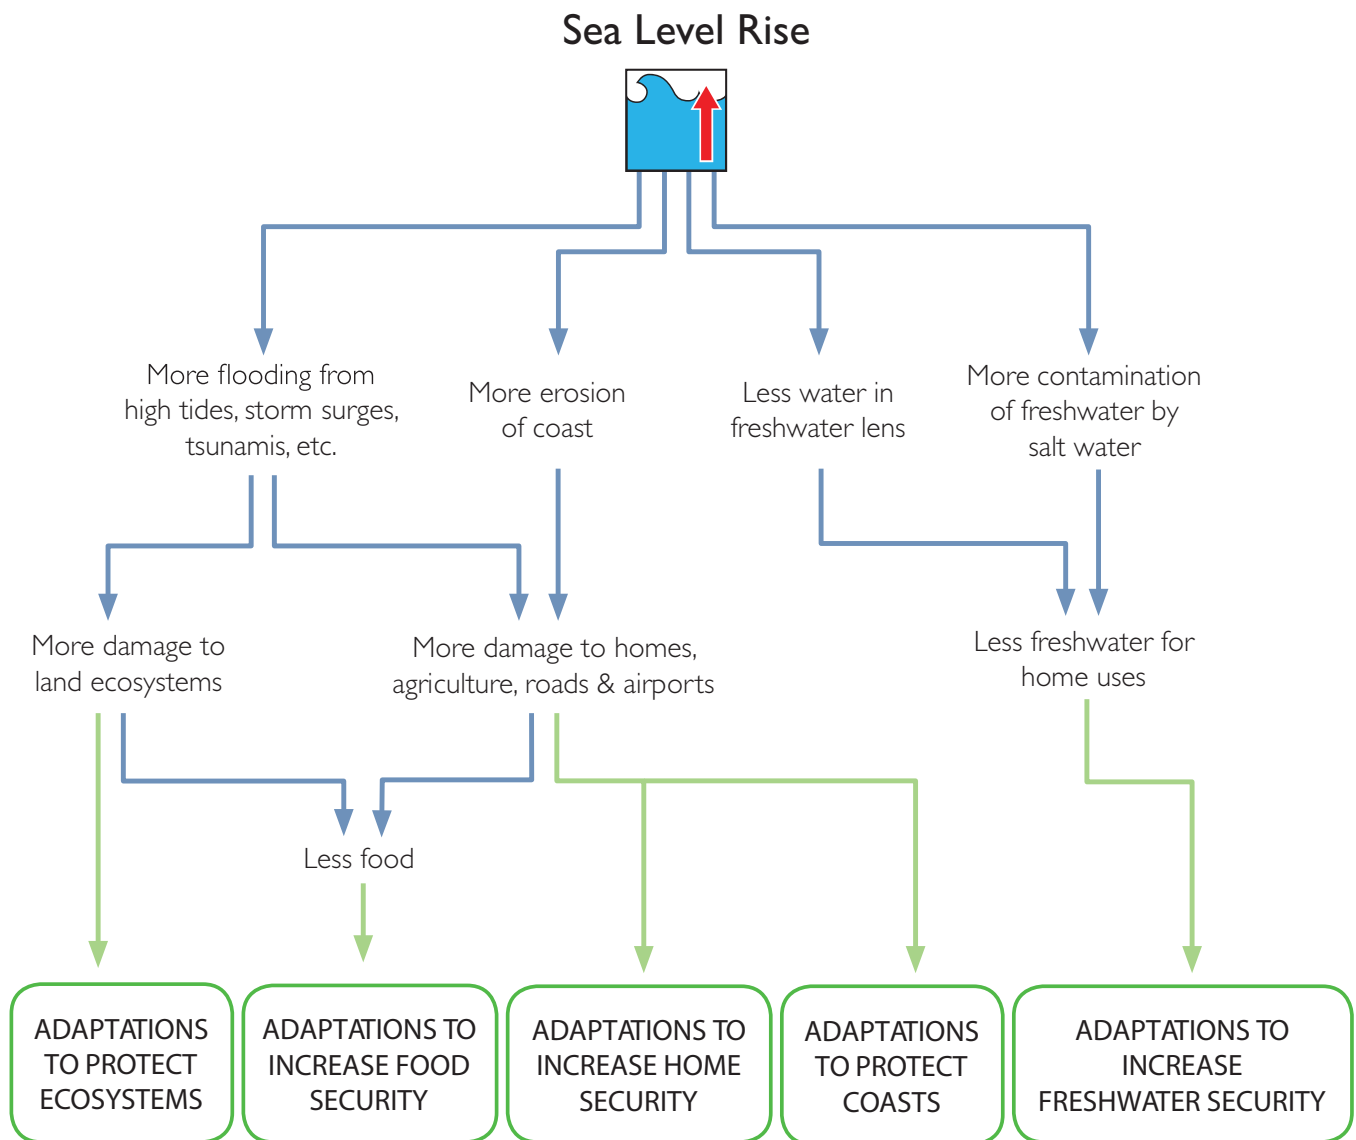 Sea Level Rise
More flooding from
high tides, storm surges,
tsunamis, etc.
More erosion
of coast
Less water in
freshwater lens
More contamination
of freshwater by
salt water
More damage to
land ecosystems
More damage to homes,
agriculture, roads & airports
Less freshwater for
home uses
Less food
ADAPTATIONS
TO PROTECT
ECOSYSTEMS
ADAPTATIONS TO
INCREASE FOOD
SECURITY
ADAPTATIONS TO
INCREASE HOME
SECURITY
ADAPTATIONS
TO PROTECT
COASTS
ADAPTATIONS TO
INCREASE
FRESHWATER SECURITY